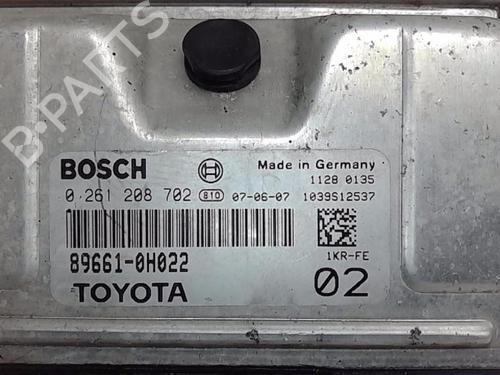 B-PARTS
BOSCH Made in Germany
1128 0135
0 261 208 702 B10 07-06-07 1039S12537
89661-0H022 1KR-FE
TOYOTA 02